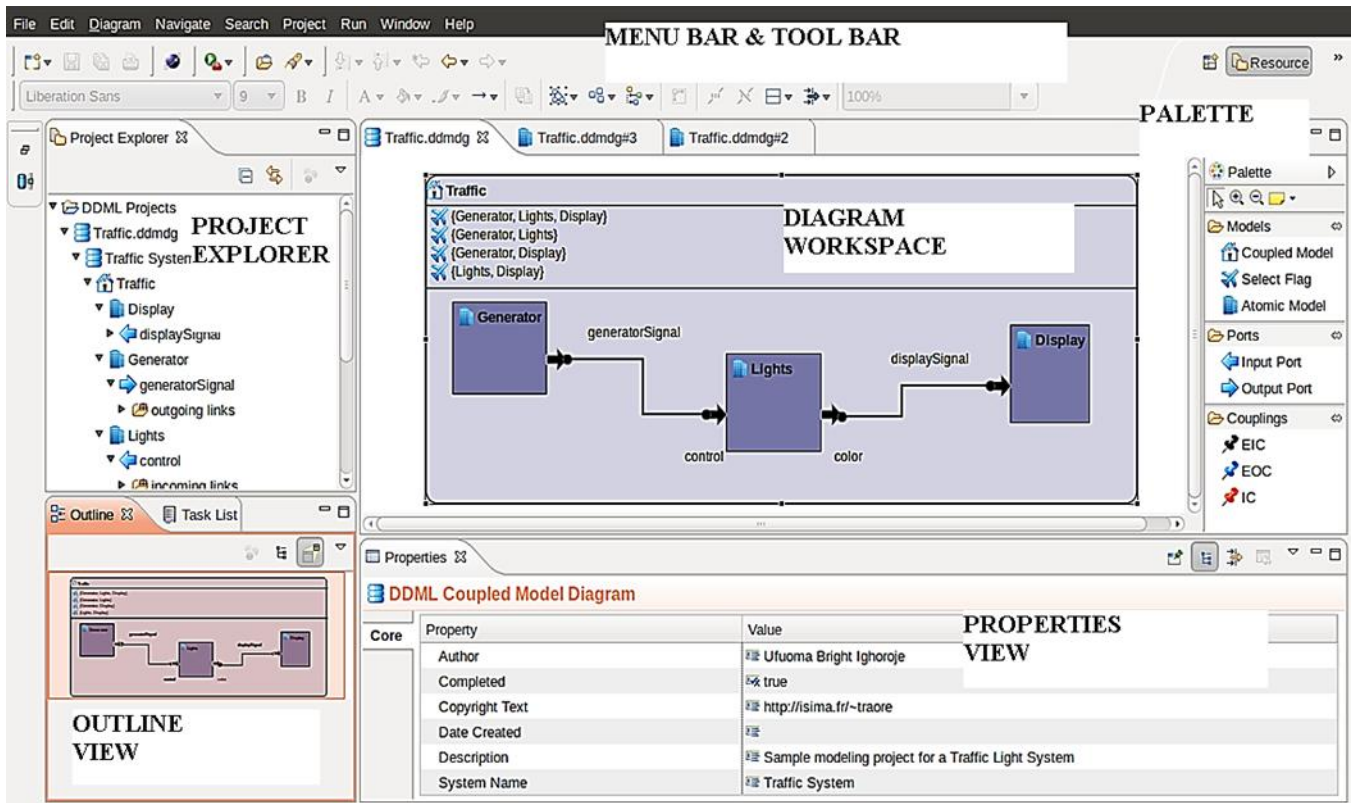 File Edit Diagram Navigate Search Project Run Window Help
MENU BAR & TOOL BAR
Resource »
Liberation Sans 9 B I A 100%
PALETTE
Project Explorer
Traffic.ddmdg Traffic.ddmdg#3 Traffic.ddmdg#2
DDML Projects
Traffic.ddmdg
Traffic System
Traffic
Display
displaySignal
Generator
generatorSignal
outgoing links
Lights
control
incoming links
PROJECT
EXPLORER
Traffic
{Generator, Lights, Display}
{Generator, Lights}
{Generator, Display}
{Lights, Display}
DIAGRAM
WORKSPACE
Generator
generatorSignal
Lights
displaySignal
Display
control
color
Palette
Models
Coupled Model
Select Flag
Atomic Model
Ports
Input Port
Output Port
Couplings
EIC
EOC
IC
Outline Task List
OUTLINE
VIEW
Properties
DDML Coupled Model Diagram
Core
Property Value
PROPERTIES
VIEW
Author Ufuoma Bright Ighoroje
Completed true
Copyright Text http://isima.fr/~traore
Date Created
Description Sample modeling project for a Traffic Light System
System Name Traffic System